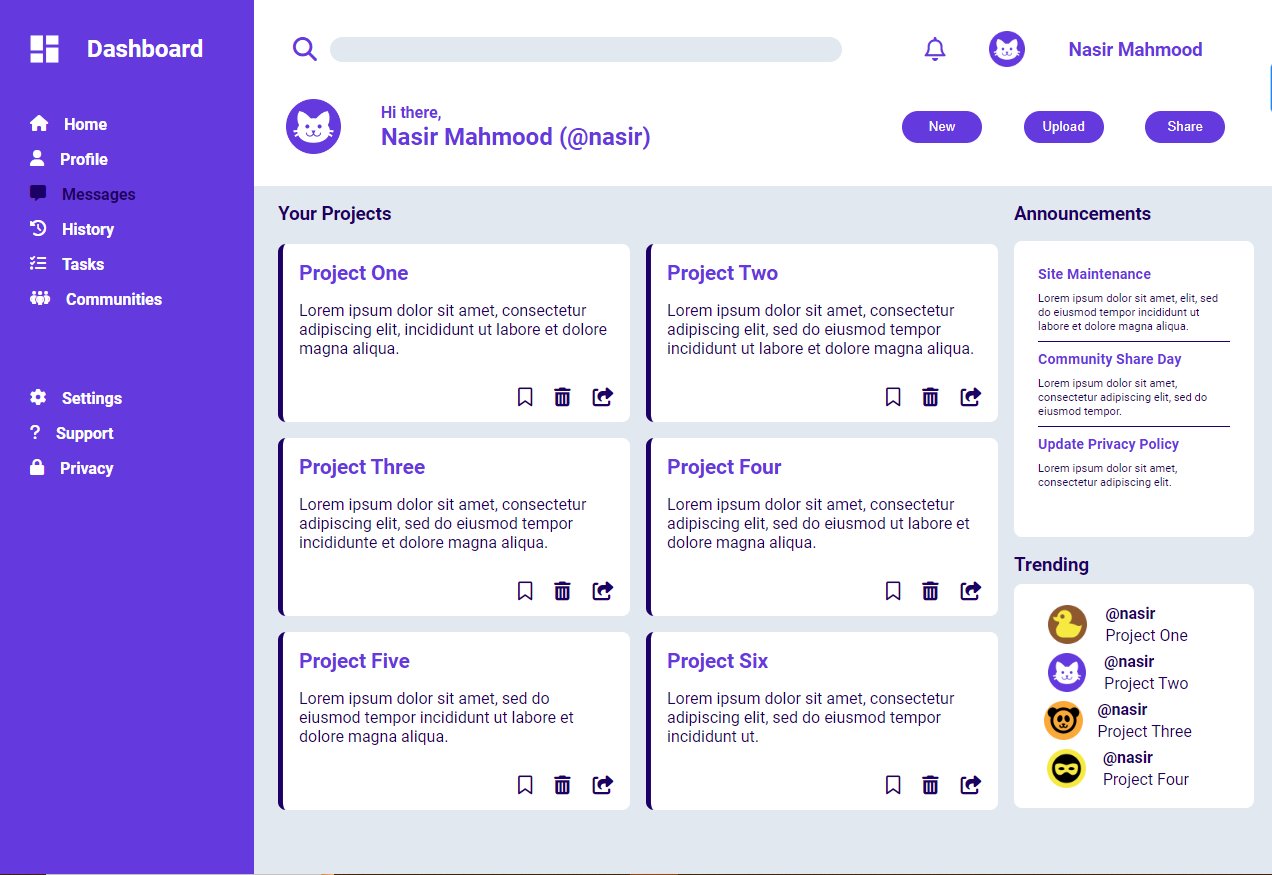 Dashboard
Home
Profile
Messages
History
Tasks
Communities
Settings
Support
Privacy
Nasir Mahmood
Hi there,
Nasir Mahmood (@nasir)
New
Upload
Share
Your Projects
Project One
Lorem ipsum dolor sit amet, consectetur
adipiscing elit, incididunt ut labore et dolore
magna aliqua.
Project Two
Lorem ipsum dolor sit amet, consectetur
adipiscing elit, sed do eiusmod tempor
incididunt ut labore et dolore magna aliqua.
Project Three
Lorem ipsum dolor sit amet, consectetur
adipiscing elit, sed do eiusmod tempor
incididunte et dolore magna aliqua.
Project Four
Lorem ipsum dolor sit amet, consectetur
adipiscing elit, sed do eiusmod ut labore et
dolore magna aliqua.
Project Five
Lorem ipsum dolor sit amet, sed do
eiusmod tempor incididunt ut labore et
dolore magna aliqua.
Project Six
Lorem ipsum dolor sit amet, consectetur
adipiscing elit, sed do eiusmod tempor
incididunt ut.
Announcements
Site Maintenance
Lorem ipsum dolor sit amet, elit, sed
do eiusmod tempor incididunt ut
labore et dolore magna aliqua.
Community Share Day
Lorem ipsum dolor sit amet,
consectetur adipiscing elit, sed do
eiusmod tempor.
Update Privacy Policy
Lorem ipsum dolor sit amet,
consectetur adipiscing elit.
Trending
@nasir
Project One
@nasir
Project Two
@nasir
Project Three
@nasir
Project Four